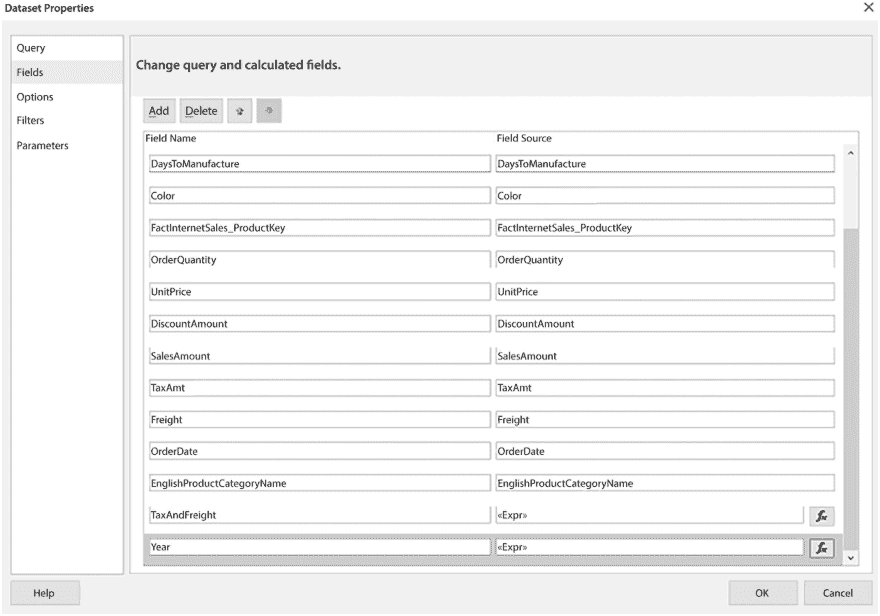 Dataset Properties
Query
Fields
Options
Filters
Parameters
Change query and calculated fields.
Add Delete
Field Name Field Source
DaysToManufacture DaysToManufacture
Color Color
FactInternetSales_ProductKey FactInternetSales_ProductKey
OrderQuantity OrderQuantity
UnitPrice UnitPrice
DiscountAmount DiscountAmount
SalesAmount SalesAmount
TaxAmt TaxAmt
Freight Freight
OrderDate OrderDate
EnglishProductCategoryName EnglishProductCategoryName
TaxAndFreight «Expr» fx
Year «Expr» fx
Help OK Cancel